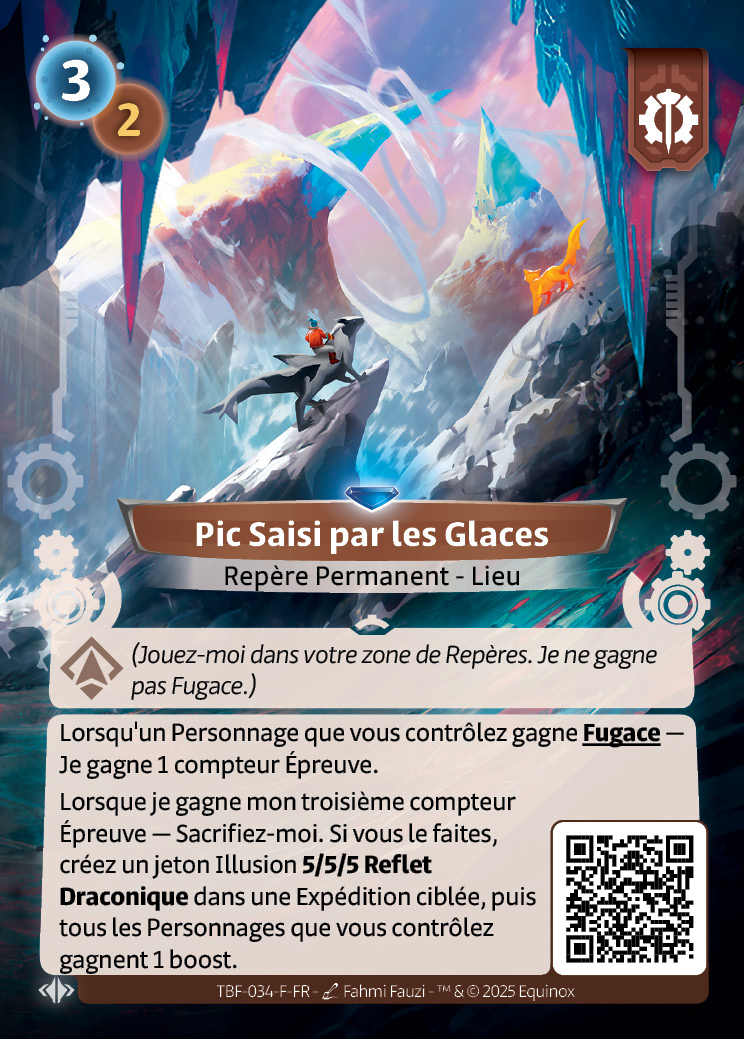 3
2
Pic Saisi par les Glaces
Repère Permanent - Lieu
(Jouez-moi dans votre zone de Repères. Je ne gagne
pas Fugace.)
Lorsqu'un Personnage que vous contrôlez gagne Fugace —
Je gagne 1 compteur Épreuve.
Lorsque je gagne mon troisième compteur
Épreuve — Sacrifiez-moi. Si vous le faites,
créez un jeton Illusion 5/5/5 Reflet
Draconique dans une Expédition ciblée, puis
tous les Personnages que vous contrôlez
gagnent 1 boost.
TBF-034-F-FR - Fahmi Fauzi - ™ & © 2025 Equinox